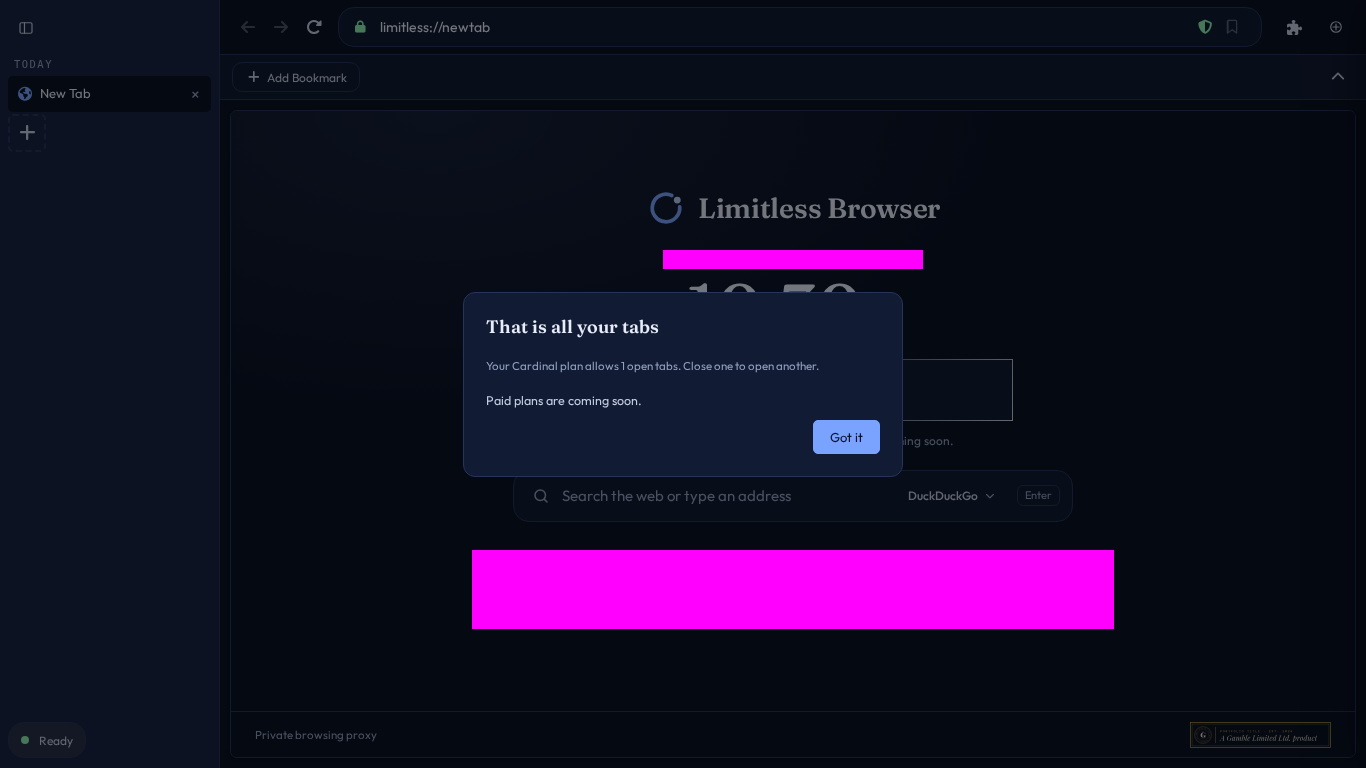 limitless://newtab
TODAY
New Tab
Add Bookmark
Limitless Browser
That is all your tabs
Your Cardinal plan allows 1 open tabs. Close one to open another.
Paid plans are coming soon.
Got it
soon.
Search the web or type an address
DuckDuckGo
Enter
Private browsing proxy
G
A Gamble Limited Ltd. product
Ready